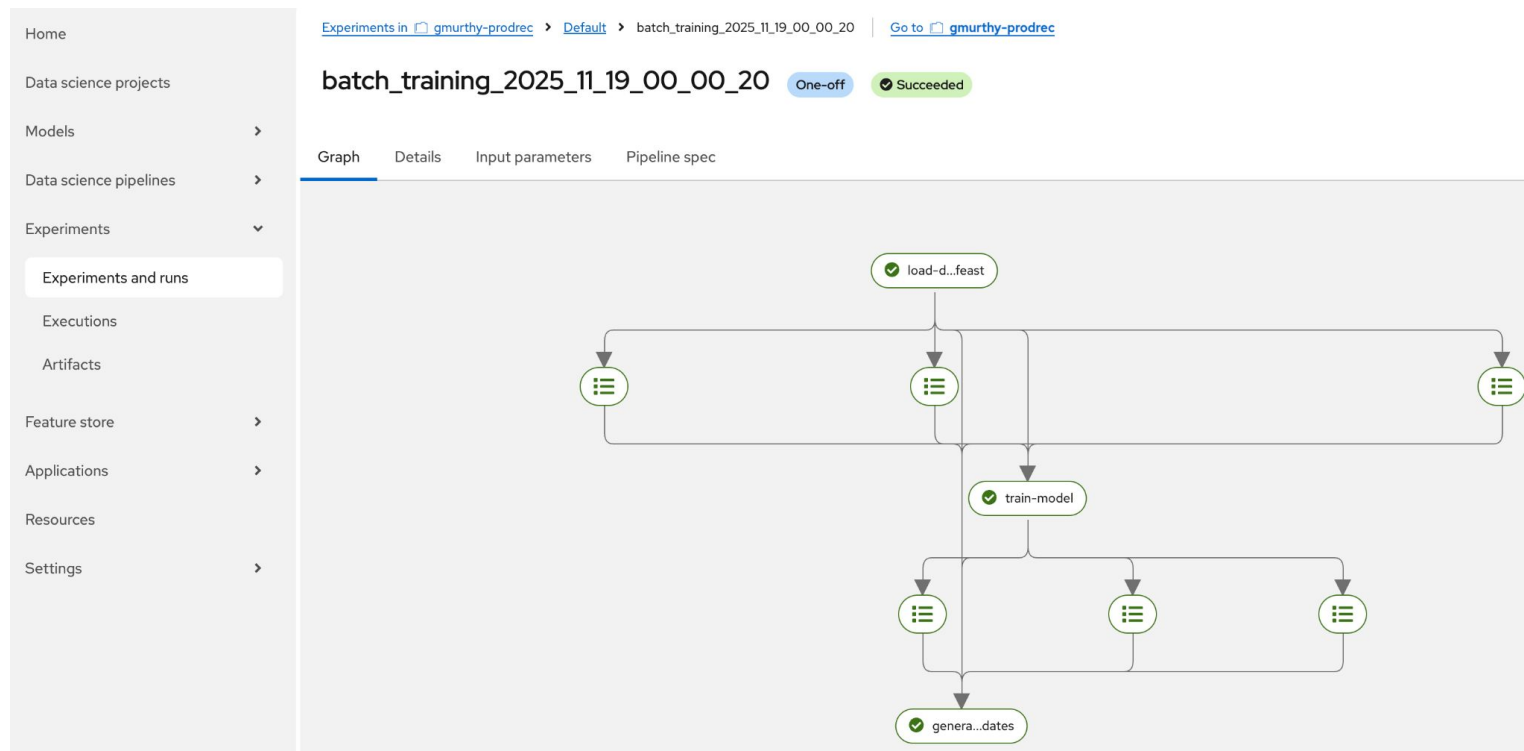 Home
Data science projects
Models
Data science pipelines
Experiments
Experiments and runs
Executions
Artifacts
Feature store
Applications
Resources
Settings
Experiments in gmurthy-prodrec > Default > batch_training_2025_11_19_00_00_20 | Go to gmurthy-prodrec
batch_training_2025_11_19_00_00_20 One-off Succeeded
Graph Details Input parameters Pipeline spec
load-d...feast
train-model
genera...dates